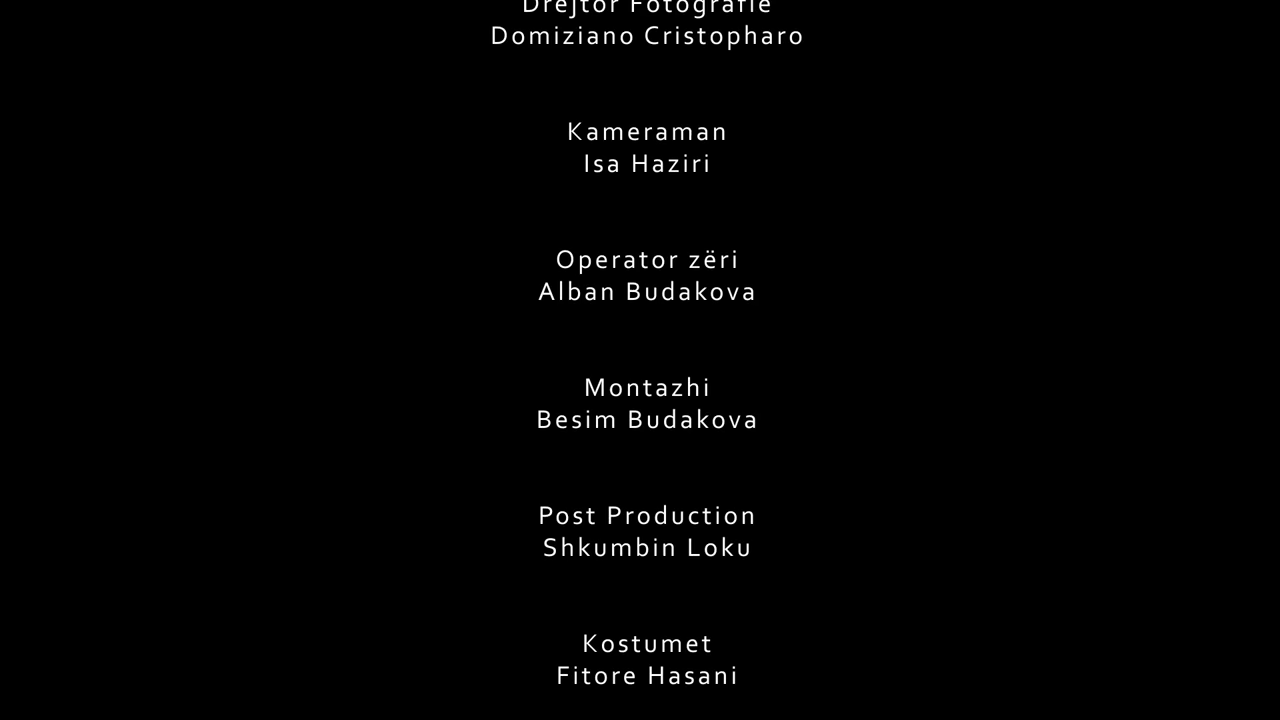 Drejtor Fotografie
Domiziano Cristopharo
Kameraman
Isa Haziri
Operator zëri
Alban Budakova
Montazhi
Besim Budakova
Post Production
Shkumbin Loku
Kostumet
Fitore Hasani